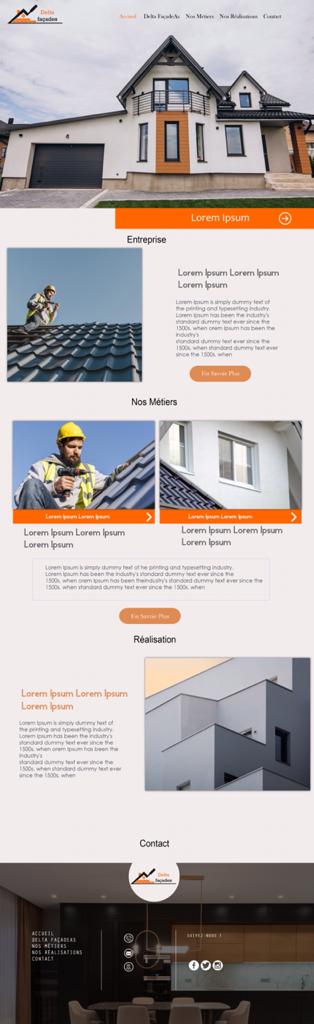 Delta
façades
Accueil Delta FaçadeAs Nos Métiers Nos Réalisations Contact
Lorem Ipsum
Entreprise
Lorem Ipsum Lorem Ipsum
Lorem Ipsum
Lorem Ipsum is simply dummy text of
the printing and typesetting industry.
Lorem Ipsum has been the industry's
standard dummy text ever since the
1500s, when orem Ipsum has been the
industry's
standard dummy text ever since the
1500s, when standard dummy text ever since the
1500s, when
En Savoir Plus
Nos Métiers
Lorem Ipsum Lorem Ipsum
Lorem Ipsum Lorem Ipsum
Lorem Ipsum Lorem Ipsum
Lorem Ipsum
Lorem Ipsum Lorem Ipsum
Lorem Ipsum
Lorem Ipsum is simply dummy text of the printing and typesetting industry.
Lorem Ipsum has been the industry's standard dummy text ever since the
1500s, when orem Ipsum has been theindustry's standard dummy text ever since the
1500s, when standard dummy text ever since the 1500s, when
En Savoir Plus
Réalisation
Lorem Ipsum Lorem Ipsum
Lorem Ipsum
Lorem Ipsum is simply dummy text of
the printing and typesetting industry.
Lorem Ipsum has been the industry's
standard dummy text ever since the
1500s, when orem Ipsum has been the
industry's
standard dummy text ever since the
1500s, when standard dummy text ever since the
1500s, when
Contact
Delta
façades
ACCUEIL
DELTA FAÇADEAS
NOS MÉTIERS
NOS RÉALISATIONS
CONTACT
SUIVEZ-NOUS !